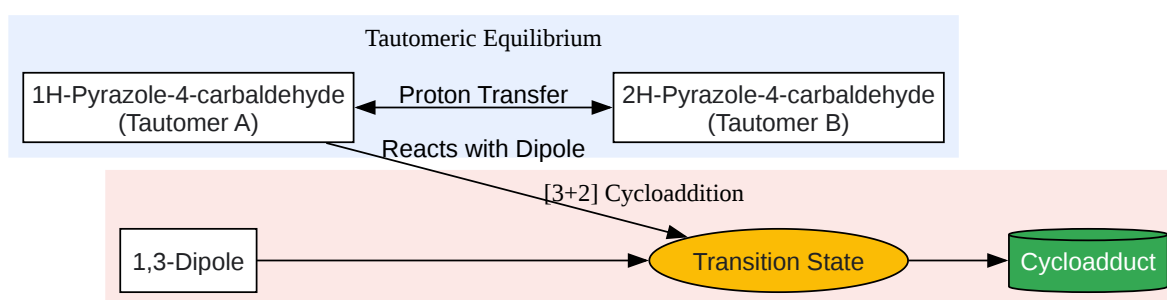 Tautomeric Equilibrium
1H-Pyrazole-4-carbaldehyde
(Tautomer A)
Proton Transfer
2H-Pyrazole-4-carbaldehyde
(Tautomer B)
Reacts with Dipole
[3+2] Cycloaddition
1,3-Dipole
Transition State
Cycloadduct